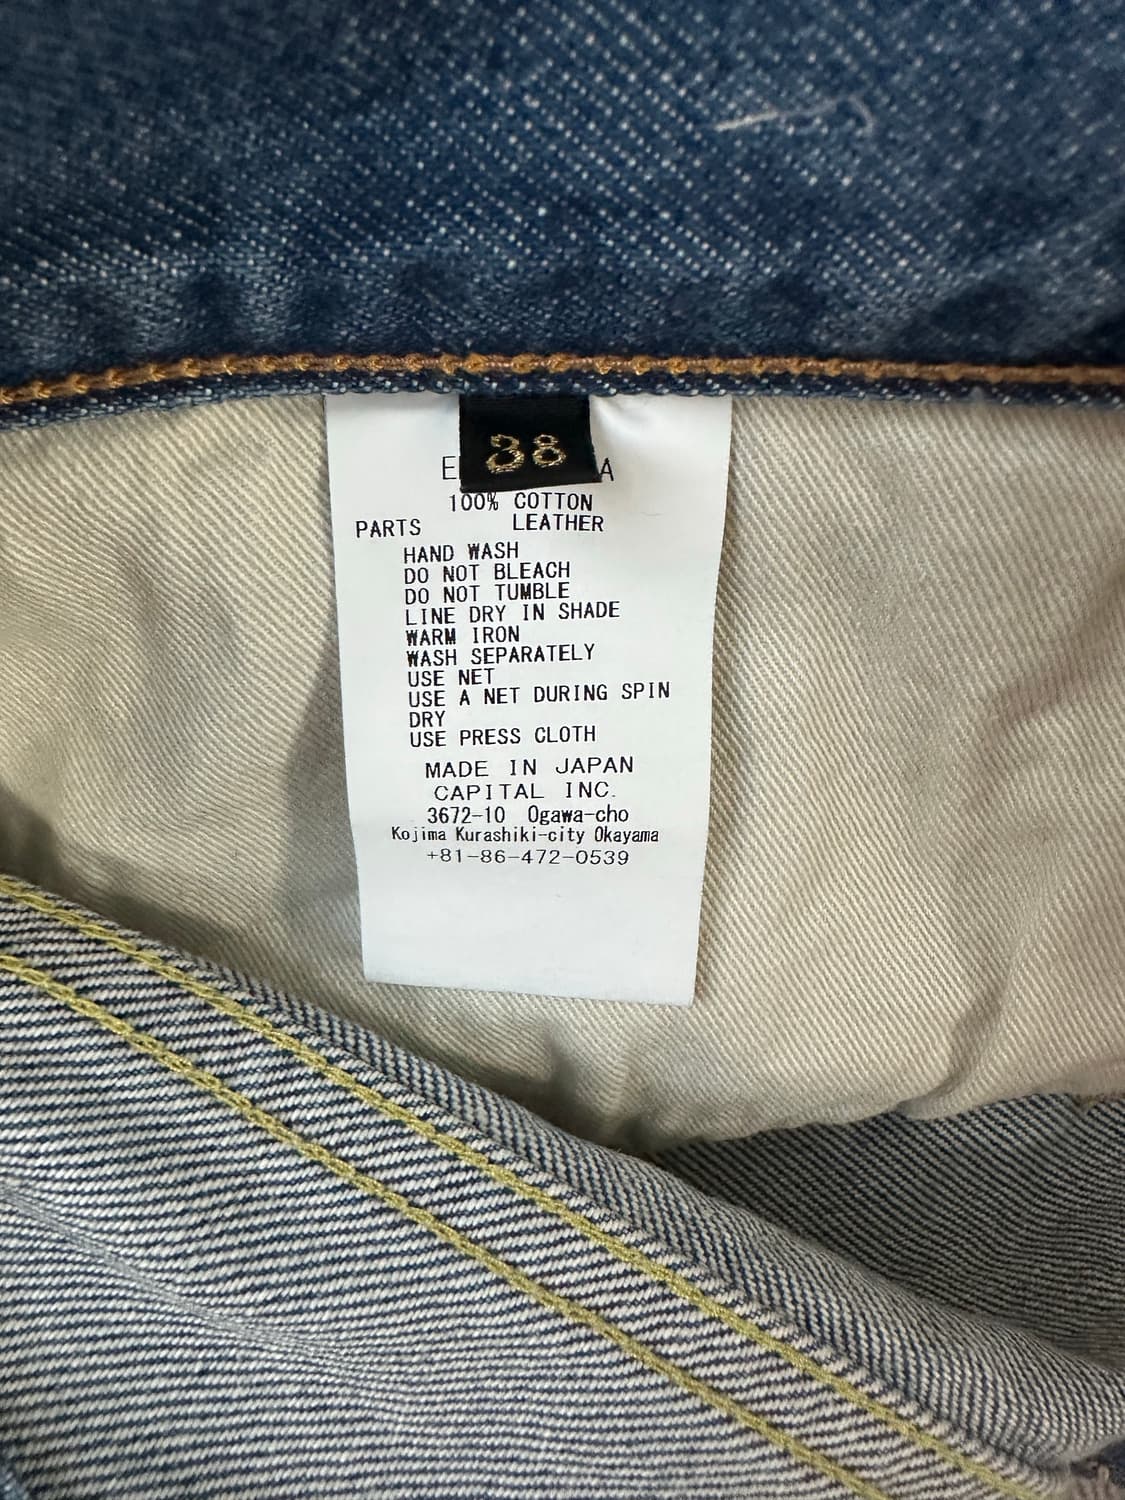 38
100% COTTON
PARTS LEATHER
HAND WASH
DO NOT BLEACH
DO NOT TUMBLE
LINE DRY IN SHADE
WARM IRON
WASH SEPARATELY
USE NET
USE A NET DURING SPIN
DRY
USE PRESS CLOTH
MADE IN JAPAN
CAPITAL INC.
3672-10 Ogawa-cho
Kojima Kurashiki-city Okayama
+81-86-472-0539